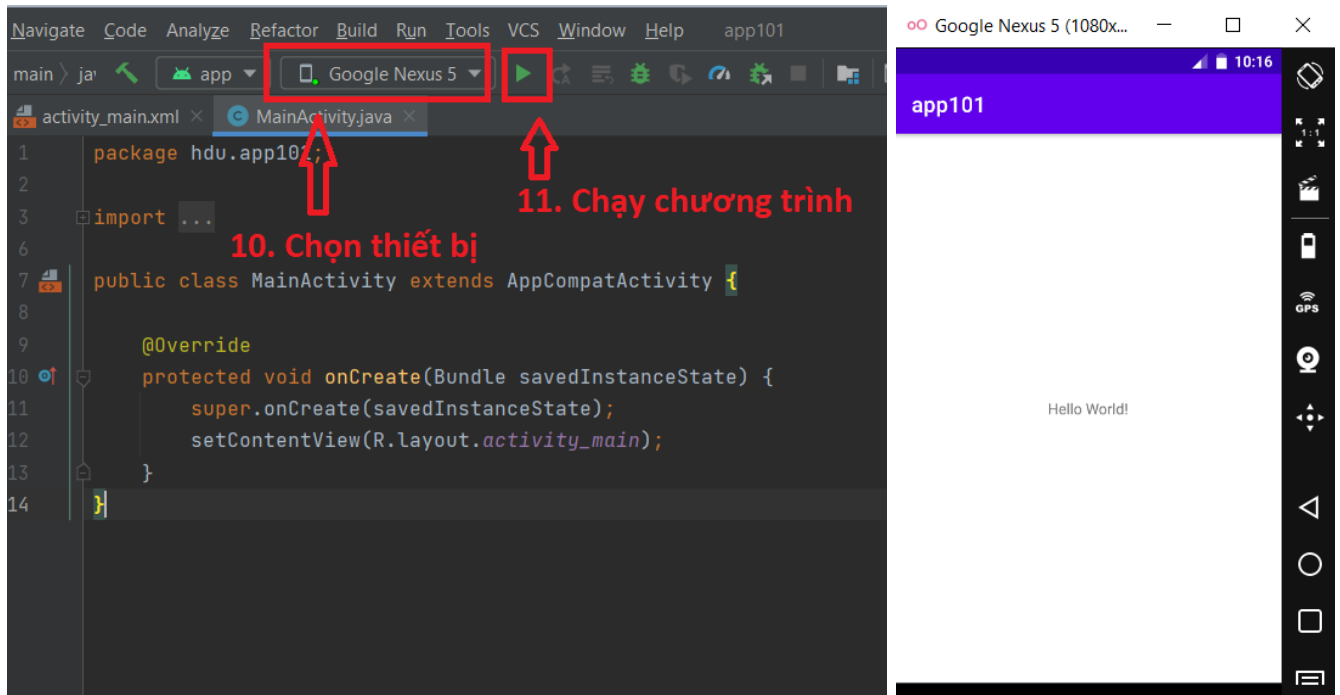 Navigate Code Analyze Refactor Build Run Tools VCS Window Help app101
main app Google Nexus 5
activity_main.xml MainActivity.java
1 package hdu.app101;
2
3 import ...
6
7 public class MainActivity extends AppCompatActivity {
8
9 @Override
10 protected void onCreate(Bundle savedInstanceState) {
11 super.onCreate(savedInstanceState);
12 setContentView(R.layout.activity_main);
13 }
14 }
10. Chọn thiết bị
11. Chạy chương trình
Google Nexus 5 (1080x...
10:16
app101
Hello World!
1:1
GPS